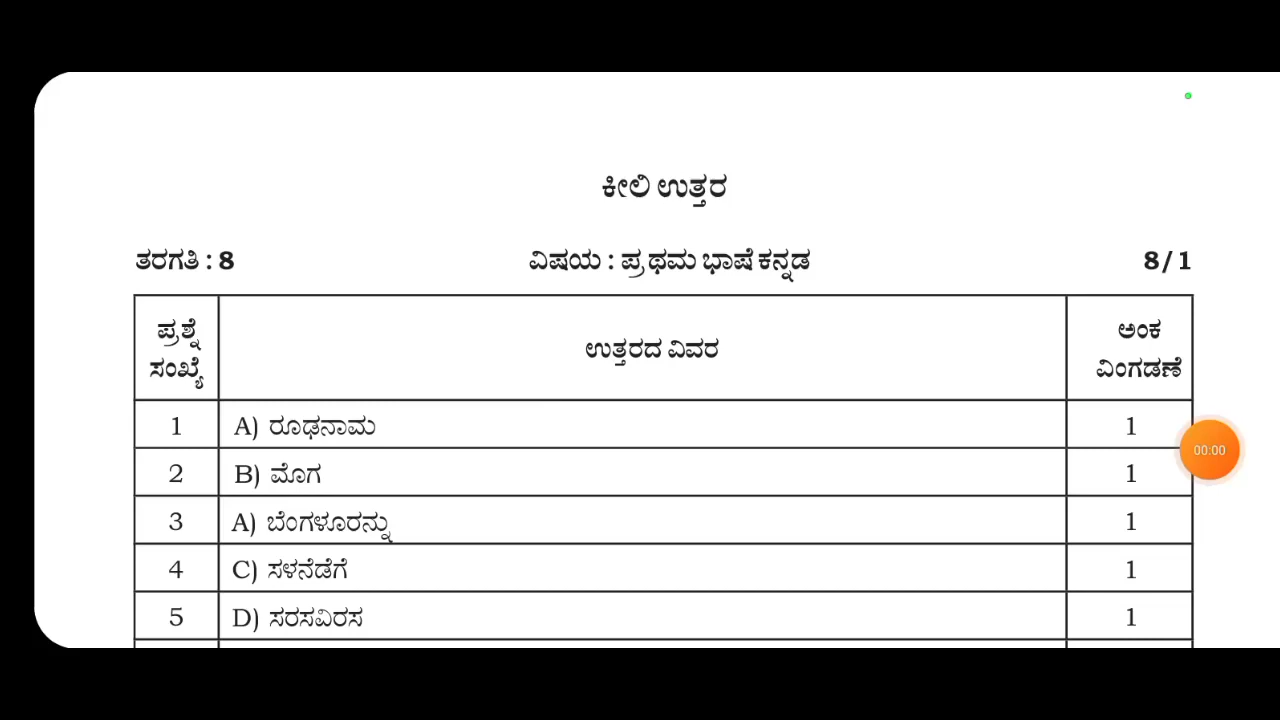 ಕೀಲಿ ಉತ್ತರ
ತರಗತಿ : 8 ವಿಷಯ : ಪ್ರಥಮ ಭಾಷೆ ಕನ್ನಡ 8/1
ಪ್ರಶ್ನೆ ಸಂಖ್ಯೆ ಉತ್ತರದ ವಿವರ ಅಂಕ ವಿಂಗಡಣೆ
1 A) ರೂಢನಾಮ 1
2 B) ಮೊಗ 1
00:00
3 A) ಬೆಂಗಳೂರನ್ನು 1
4 C) ಸಳನೆಡೆಗೆ 1
5 D) ಸರಸವಿರಸ 1